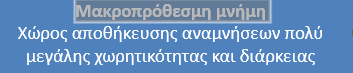 Μακροπρόθεσμη μνήμη
Χώρος αποθήκευσης αναμνήσεων πολύ
μεγάλης χωρητικότητας και διάρκειας